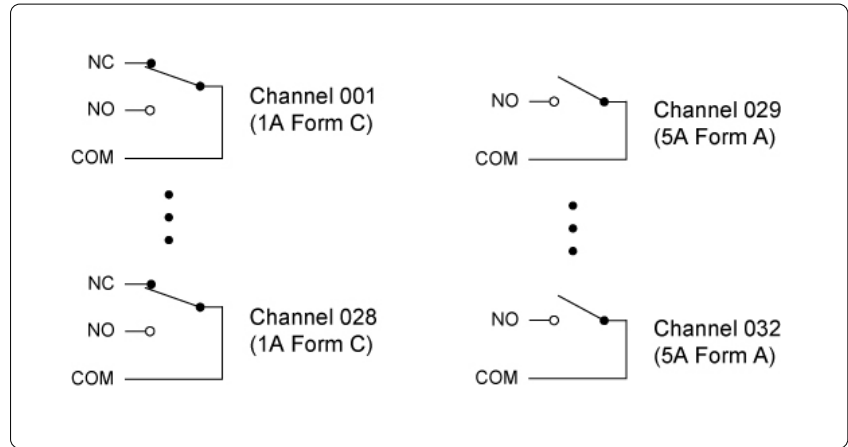 NC
NO
COM
Channel 001
(1A Form C)
NC
NO
COM
Channel 028
(1A Form C)
NO
COM
Channel 029
(5A Form A)
NO
COM
Channel 032
(5A Form A)